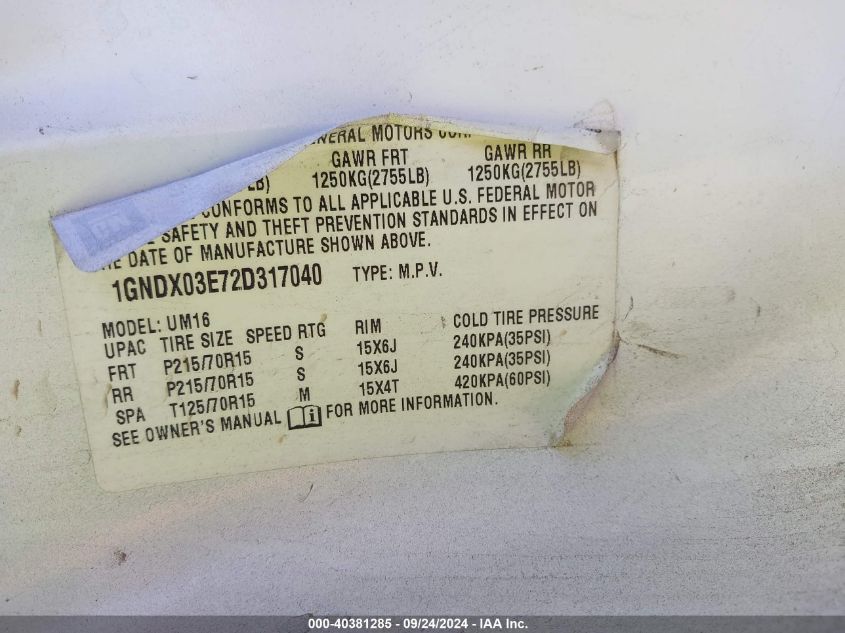 GENERAL MOTORS
GAWR FRT GAWR RR
LB) 1250KG(2755LB) 1250KG(2755LB)
CONFORMS TO ALL APPLICABLE U.S. FEDERAL MOTOR
SAFETY AND THEFT PREVENTION STANDARDS IN EFFECT ON
THE DATE OF MANUFACTURE SHOWN ABOVE.
1GNDX03E72D317040 TYPE: M.P.V.
MODEL: UM16
UPAC TIRE SIZE SPEED RTG RIM COLD TIRE PRESSURE
FRT P215/70R15 S 15X6J 240KPA(35PSI)
RR P215/70R15 S 15X6J 240KPA(35PSI)
SPA T125/70R15 M 15X4T 420KPA(60PSI)
SEE OWNER'S MANUAL FOR MORE INFORMATION.
000-40381285 - 09/24/2024 - IAA Inc.